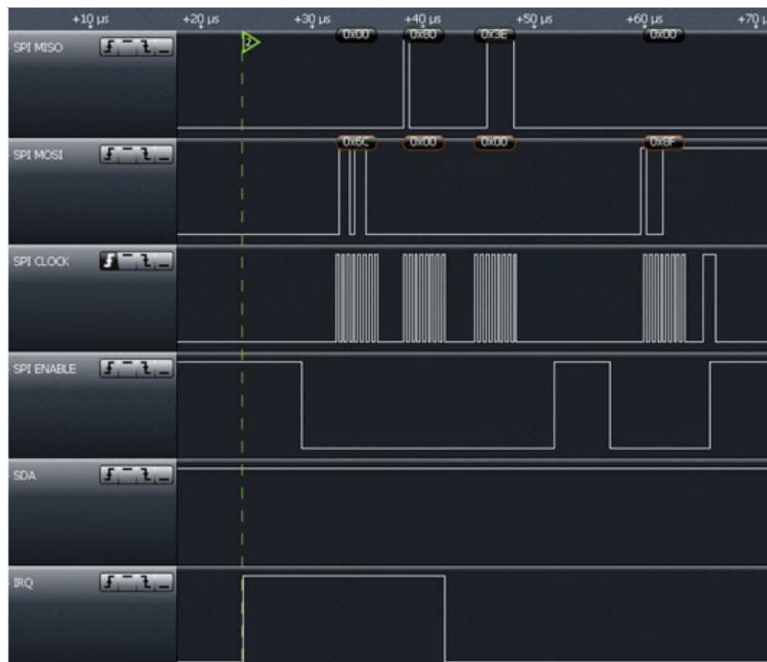 +10 µs +20 µs +30 µs +40 µs +50 µs +60 µs +70 µ
SPI MISO 0x00 0x80 0x3E 0x00
2
SPI MOSI 0x6C 0x00 0x00 0x8F
SPI CLOCK
SPI ENABLE
SDA
IRQ